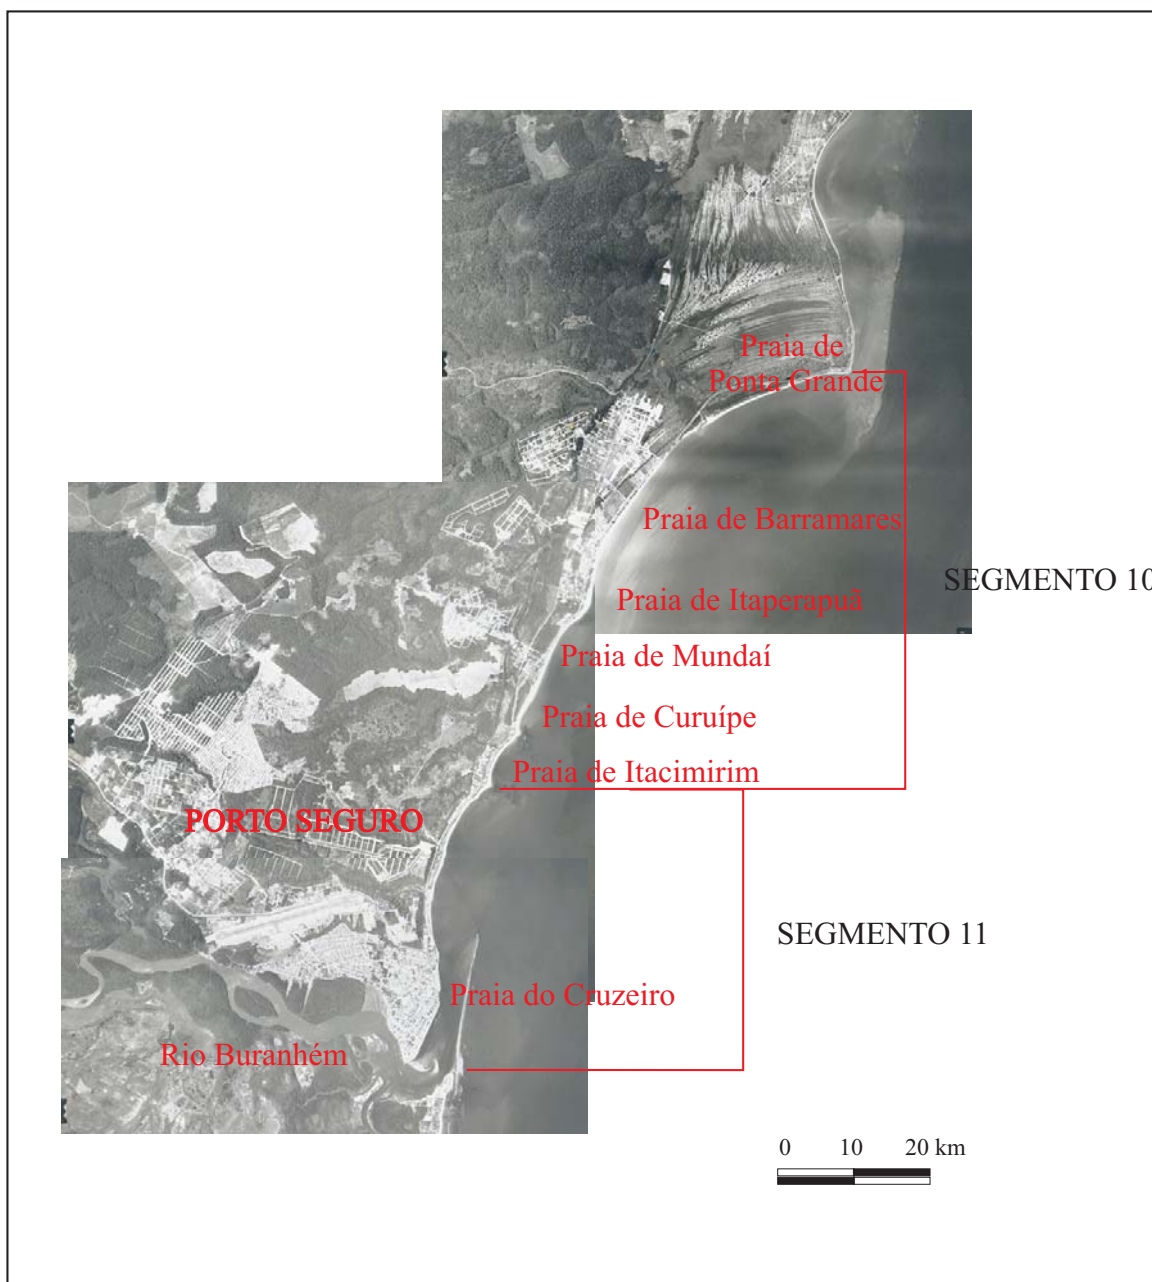 Praia de
Ponta Grande
Praia de Barramares
SEGMENTO 10
Praia de Itaperapuã
Praia de Mundaí
Praia de Curuípe
Praia de Itacimirim
PORTO SEGURO
SEGMENTO 11
Praia do Cruzeiro
Rio Buranhém
0 10 20 km